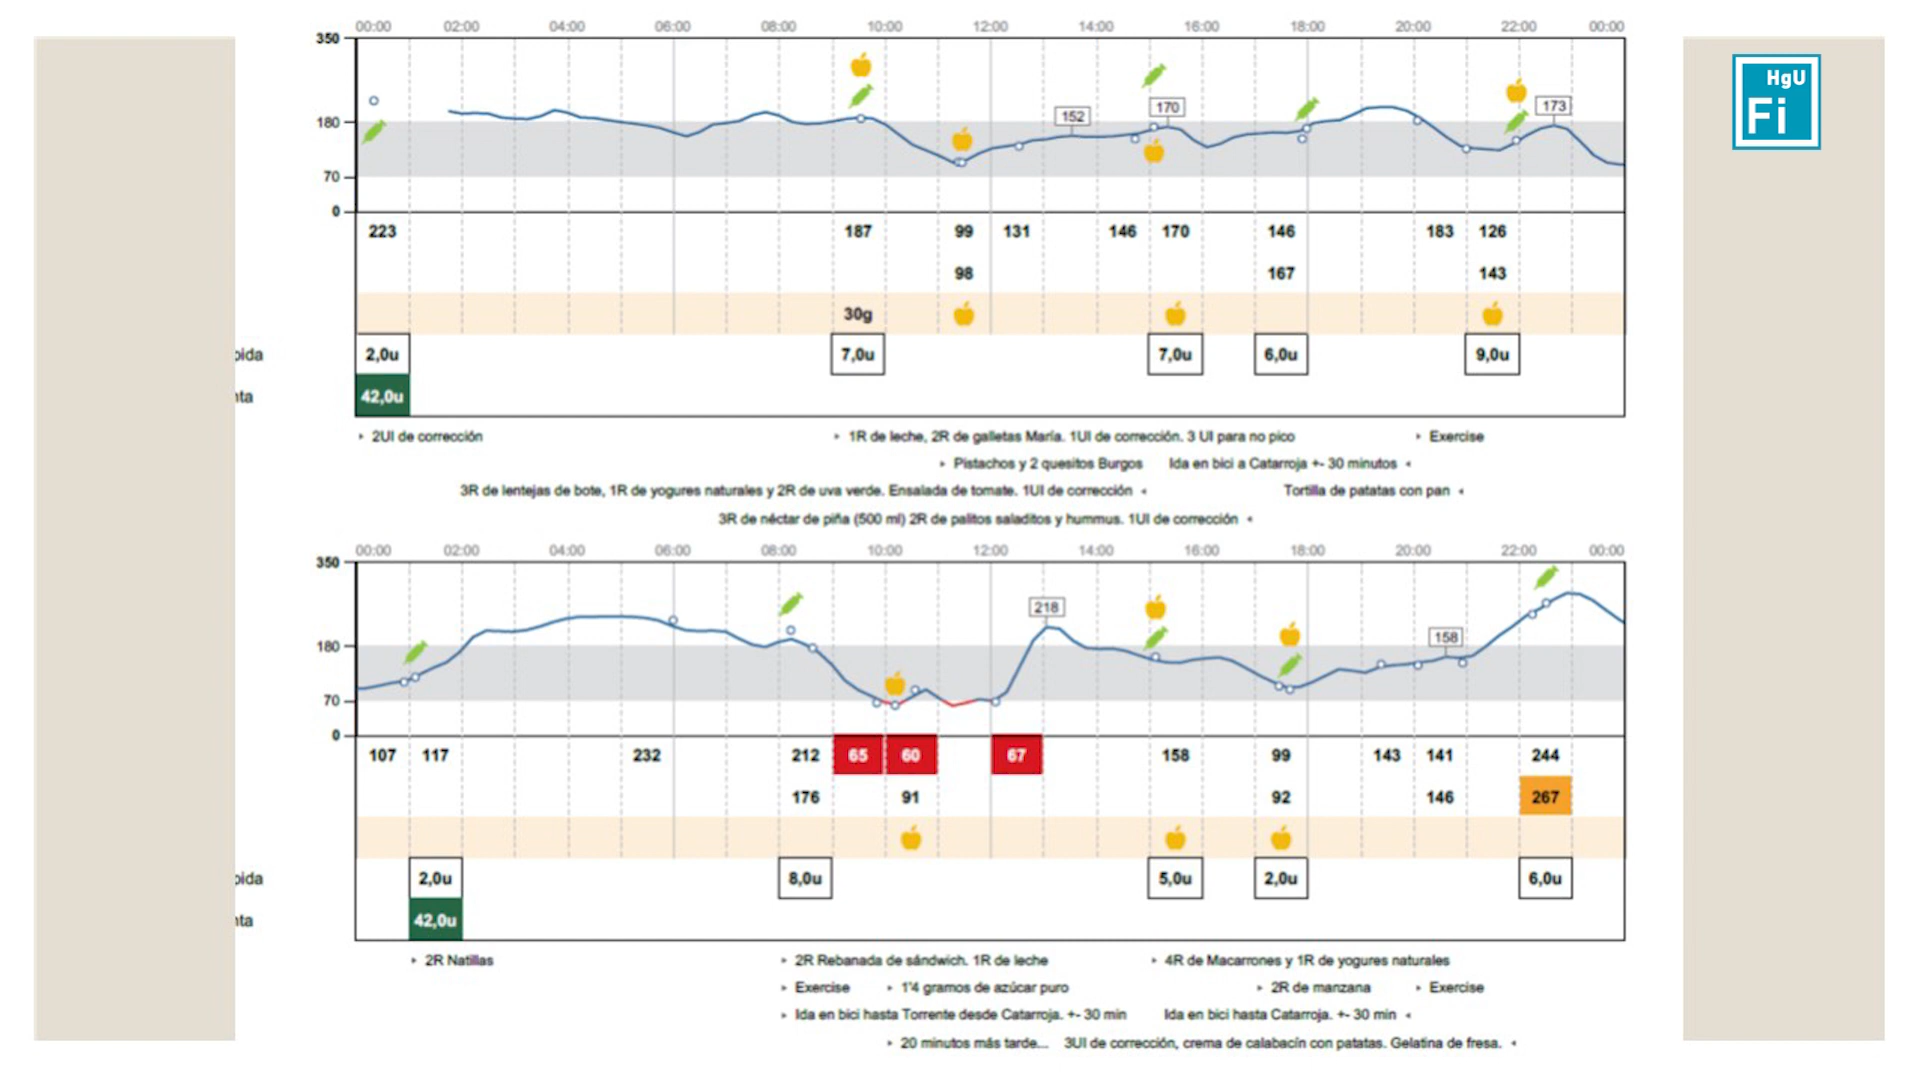 00:00 02:00 04:00 06:00 08:00 10:00 12:00 14:00 16:00 18:00 20:00 22:00 00:00
350
HgU
Fi
152 170 173
180
70
0
223 187 99 131 146 170 146 183 126
98 167 143
30g
2,0u 7,0u 7,0u 6,0u 9,0u
42,0u
2UI de corrección
1R de leche, 2R de galletas María. 1UI de corrección. 3 UI para no pico
Exercise
Pistachos y 2 quesitos Burgos
Ida en bici a Catarroja +- 30 minutos
3R de lentejas de bote, 1R de yogures naturales y 2R de uva verde. Ensalada de tomate. 1UI de corrección
Tortilla de patatas con pan
3R de néctar de piña (500 ml) 2R de palitos saladitos y hummus. 1UI de corrección
00:00 02:00 04:00 06:00 08:00 10:00 12:00 14:00 16:00 18:00 20:00 22:00 00:00
350
218
158
180
70
0
107 117 232 212 65 60 67 158 99 143 141 244
176 91 92 146 267
2,0u 8,0u 5,0u 2,0u 6,0u
42,0u
2R Natillas
2R Rebanada de sándwich. 1R de leche
4R de Macarrones y 1R de yogures naturales
Exercise
1'4 gramos de azúcar puro
2R de manzana
Exercise
Ida en bici hasta Torrente desde Catarroja. +- 30 min
Ida en bici hasta Catarroja. +- 30 min
20 minutos más tarde...
3UI de corrección, crema de calabacín con patatas. Gelatina de fresa.